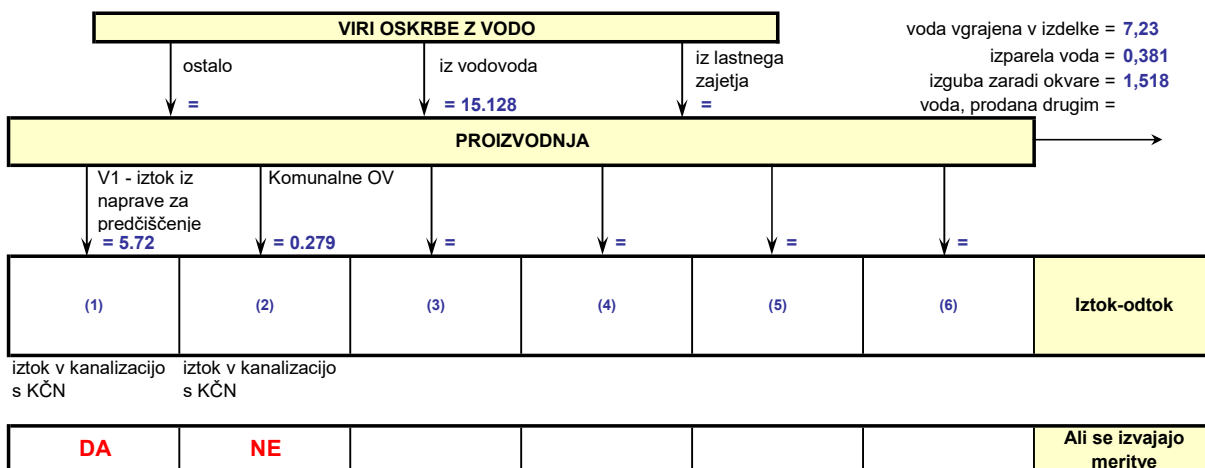 VIRI OSKRBE Z VODO
voda vgrajena v izdelke = 7,23
izparela voda = 0,381
izguba zaradi okvare = 1,518
voda, prodana drugim =
ostalo
=
iz vodovoda
= 15.128
iz lastnega
zajetja
=
PROIZVODNJA
V1 - iztok iz
naprave za
predčiščenje
= 5.72
Komunalne OV
= 0.279
=
=
=
=
(1) (2) (3) (4) (5) (6) Iztok-odtok
iztok v kanalizacijo
s KČN
iztok v kanalizacijo
s KČN
DA NE
Ali se izvajajo
meritve